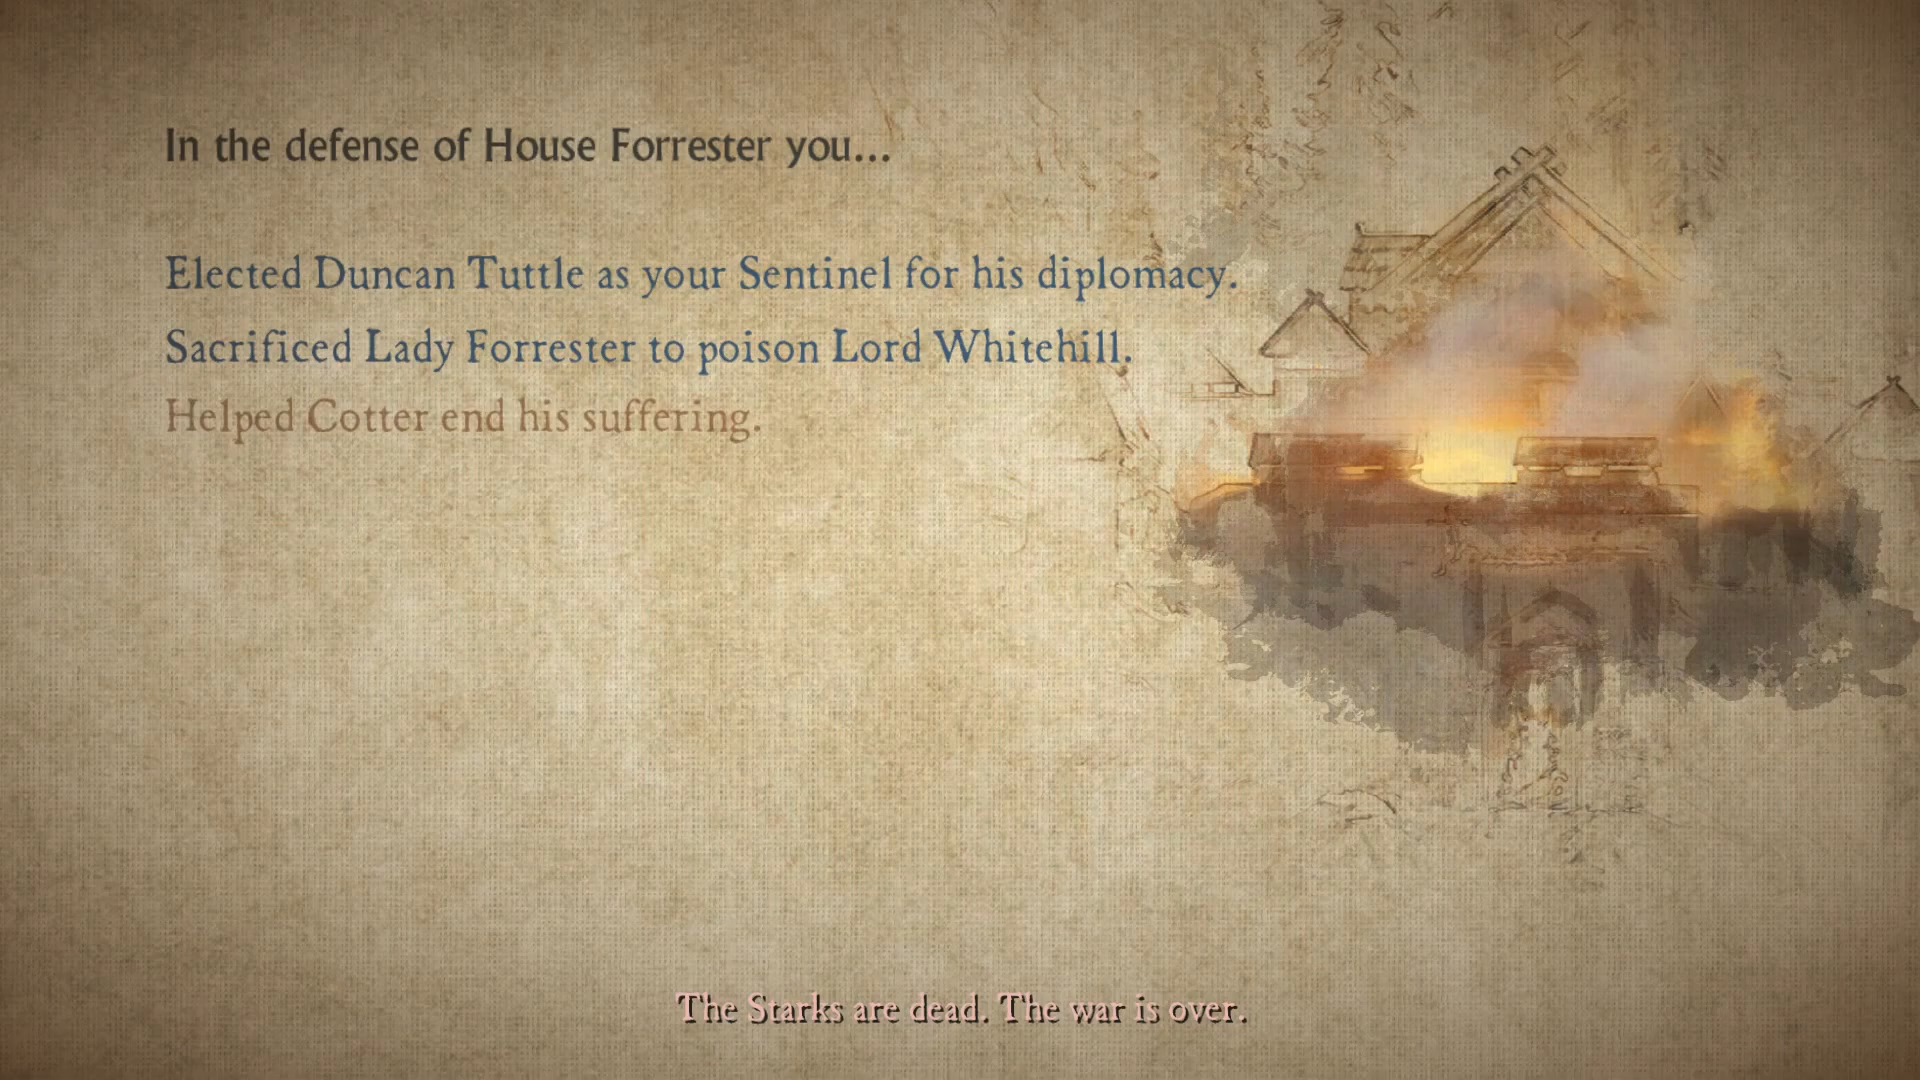 In the defense of House Forrester you...
Elected Duncan Tuttle as your Sentinel for his diplomacy.
Sacrificed Lady Forrester to poison Lord Whitehill.
Helped Cotter end his suffering.
The Starks are dead. The war is over.